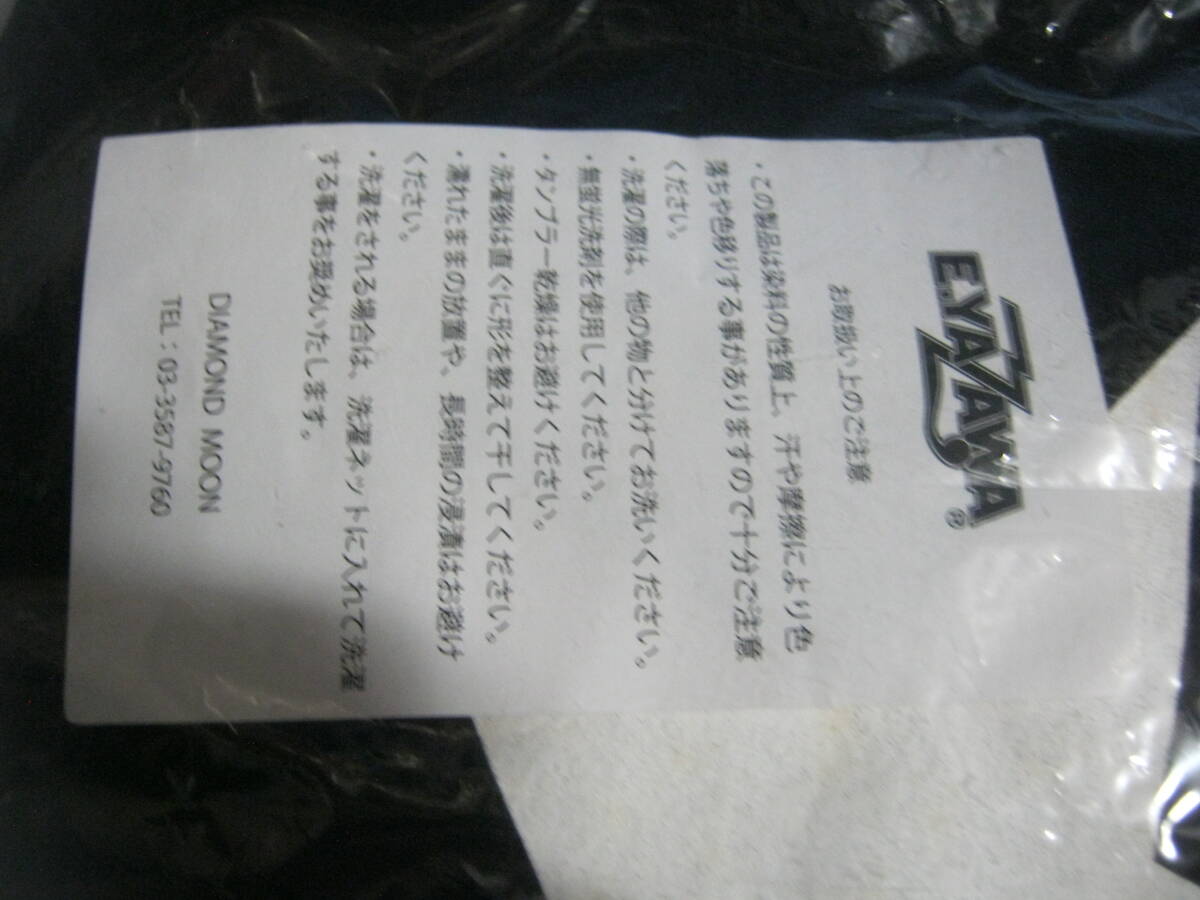 E.YAZAWA®
お取扱い上のご注意
・この製品は染料の性質上、汗や摩擦により色
落ちや色移りする事がありますので十分ご注意
ください。
・洗濯の際は、他の物と分けてお洗いください。
・無蛍光洗剤を使用してください。
・タンブラー乾燥はお避けください。
・洗濯後は直ぐに形を整えて干してください。
・濡れたままの放置や、長時間の浸漬はお避け
ください。
・洗濯をされる場合は、洗濯ネットに入れて洗濯
する事をお奨めいたします。
DIAMOND MOON
TEL：03-3587-9760